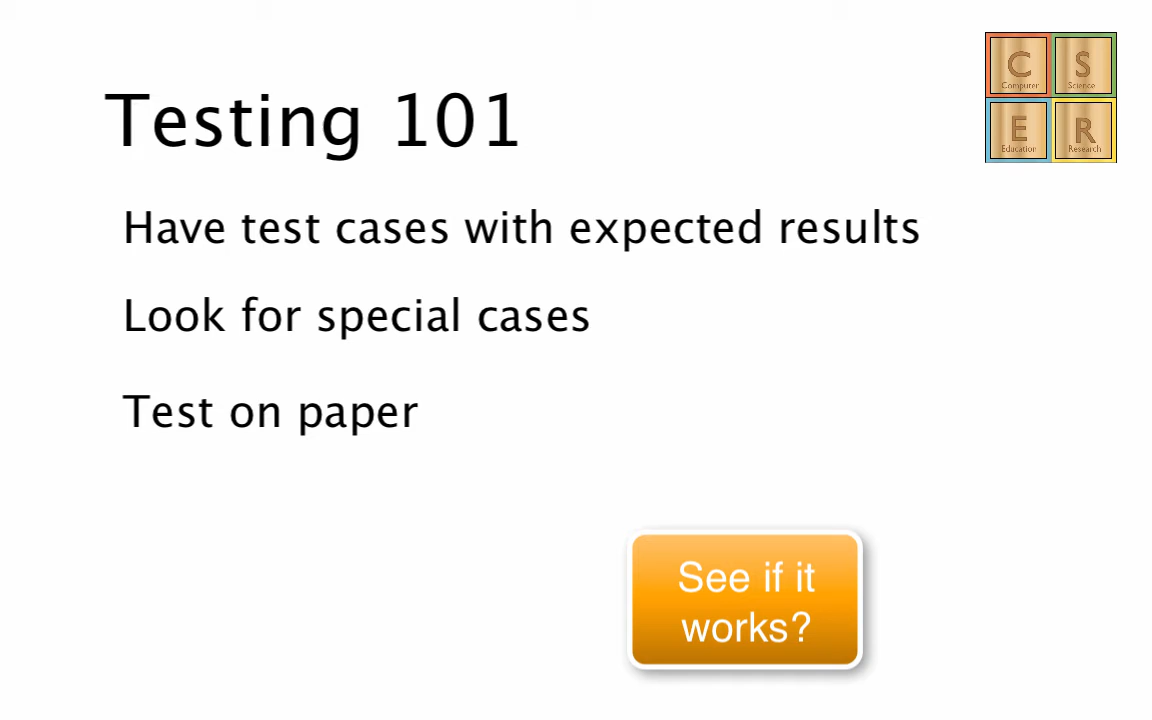 C S
Computer Science
Testing 101
E R
Education Research
Have test cases with expected results
Look for special cases
Test on paper
See if it
works?